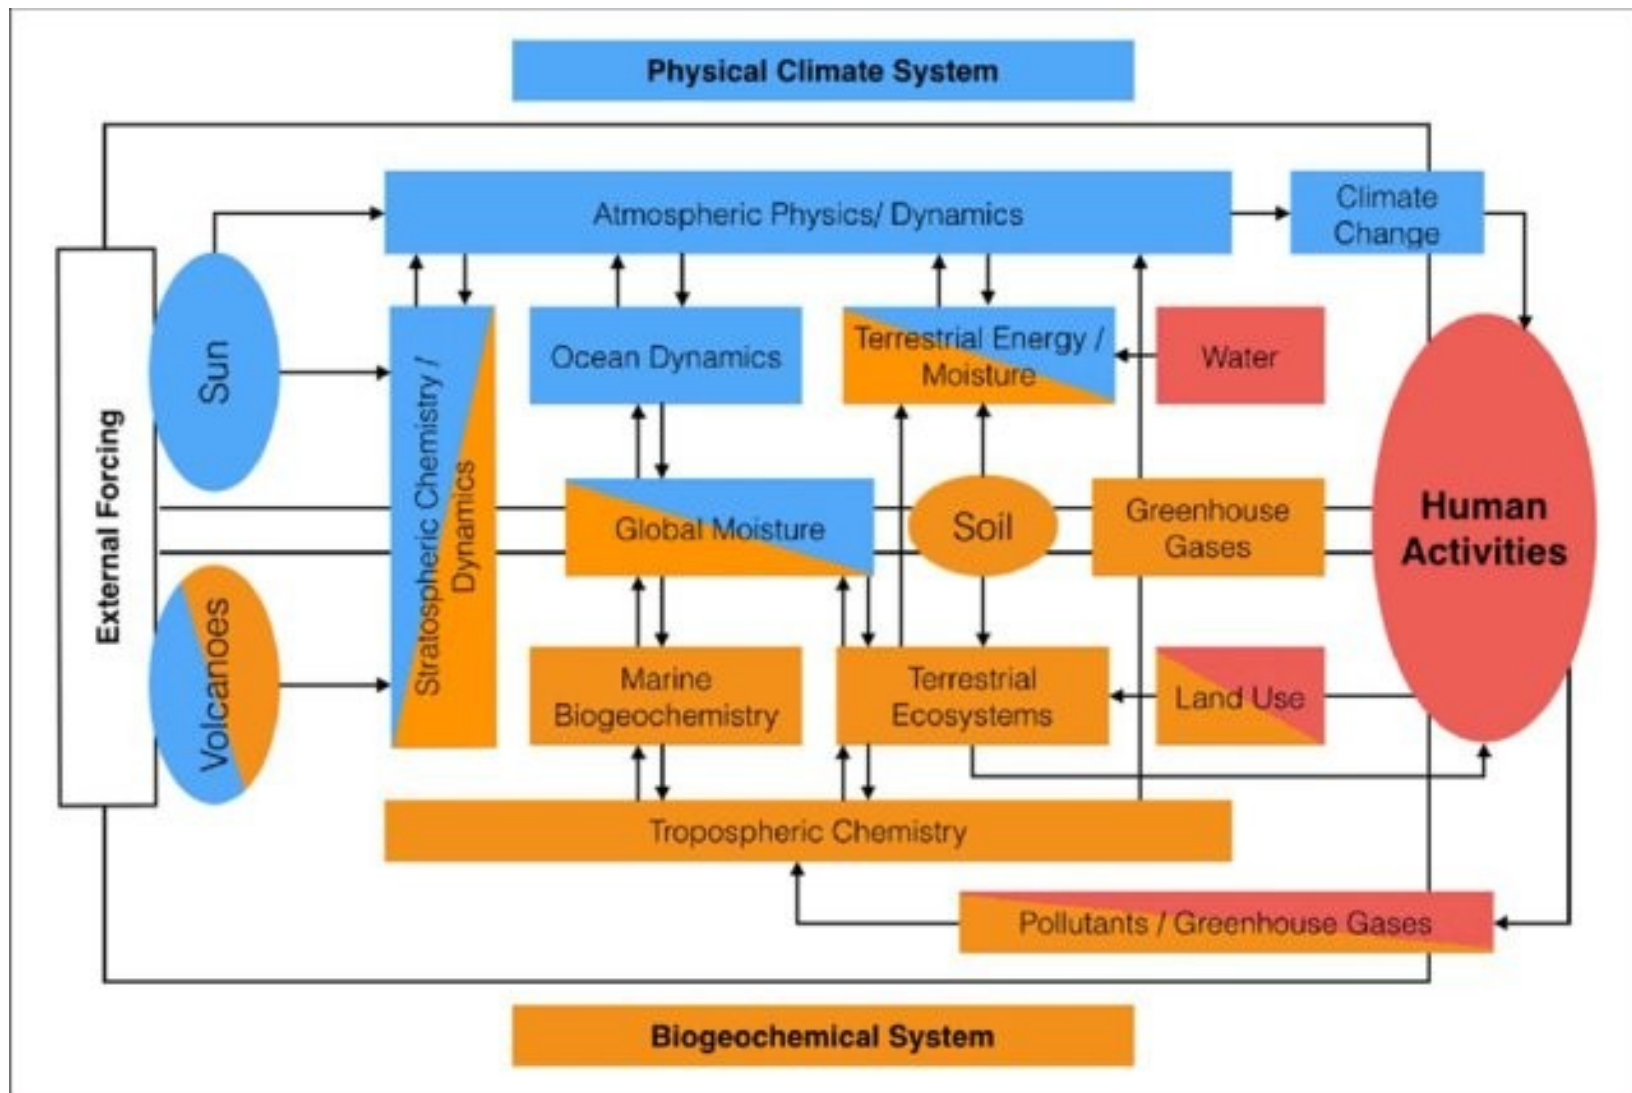 Physical Climate System
Atmospheric Physics/ Dynamics
Climate
Change
Sun
External Forcing
Volcanoes
Stratospheric Chemistry /
Dynamics
Ocean Dynamics
Terrestrial Energy /
Moisture
Water
Global Moisture
Soil
Greenhouse
Gases
Human
Activities
Marine
Biogeochemistry
Terrestrial
Ecosystems
Land Use
Tropospheric Chemistry
Pollutants / Greenhouse Gases
Biogeochemical System